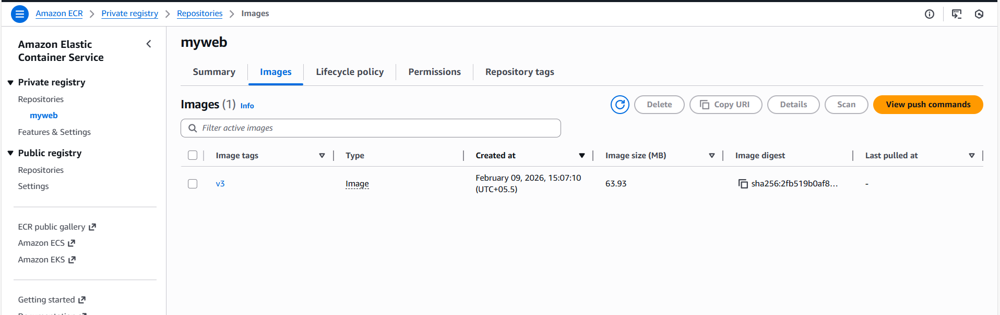 Amazon ECR > Private registry > Repositories > Images
Amazon Elastic
Container Service
Private registry
Repositories
myweb
Features & Settings
Public registry
Repositories
Settings
ECR public gallery
Amazon ECS
Amazon EKS
Getting started
Documentation
myweb
Summary Images Lifecycle policy Permissions Repository tags
Images (1) Info
Delete Copy URI Details Scan View push commands
Filter active images
Image tags Type Created at Image size (MB) Image digest Last pulled at
v3 Image February 09, 2026, 15:07:10 63.93 sha256:2fb519b0af8... -
(UTC+05.5)